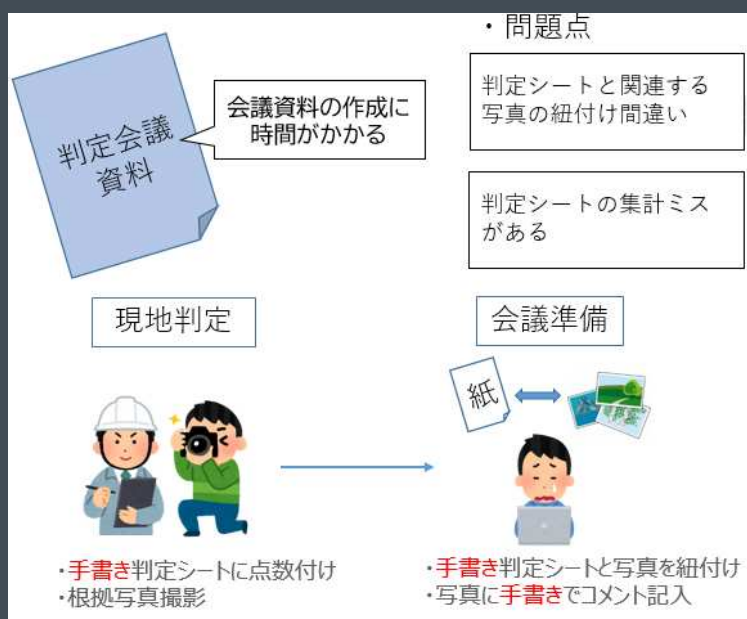 判定会議
資料
会議資料の作成に
時間がかかる
・問題点
判定シートと関連する
写真の紐付け間違い
判定シートの集計ミス
がある
現地判定
会議準備
紙
・手書き判定シートに点数付け
・根拠写真撮影
・手書き判定シートと写真を紐付け
・写真に手書きでコメント記入